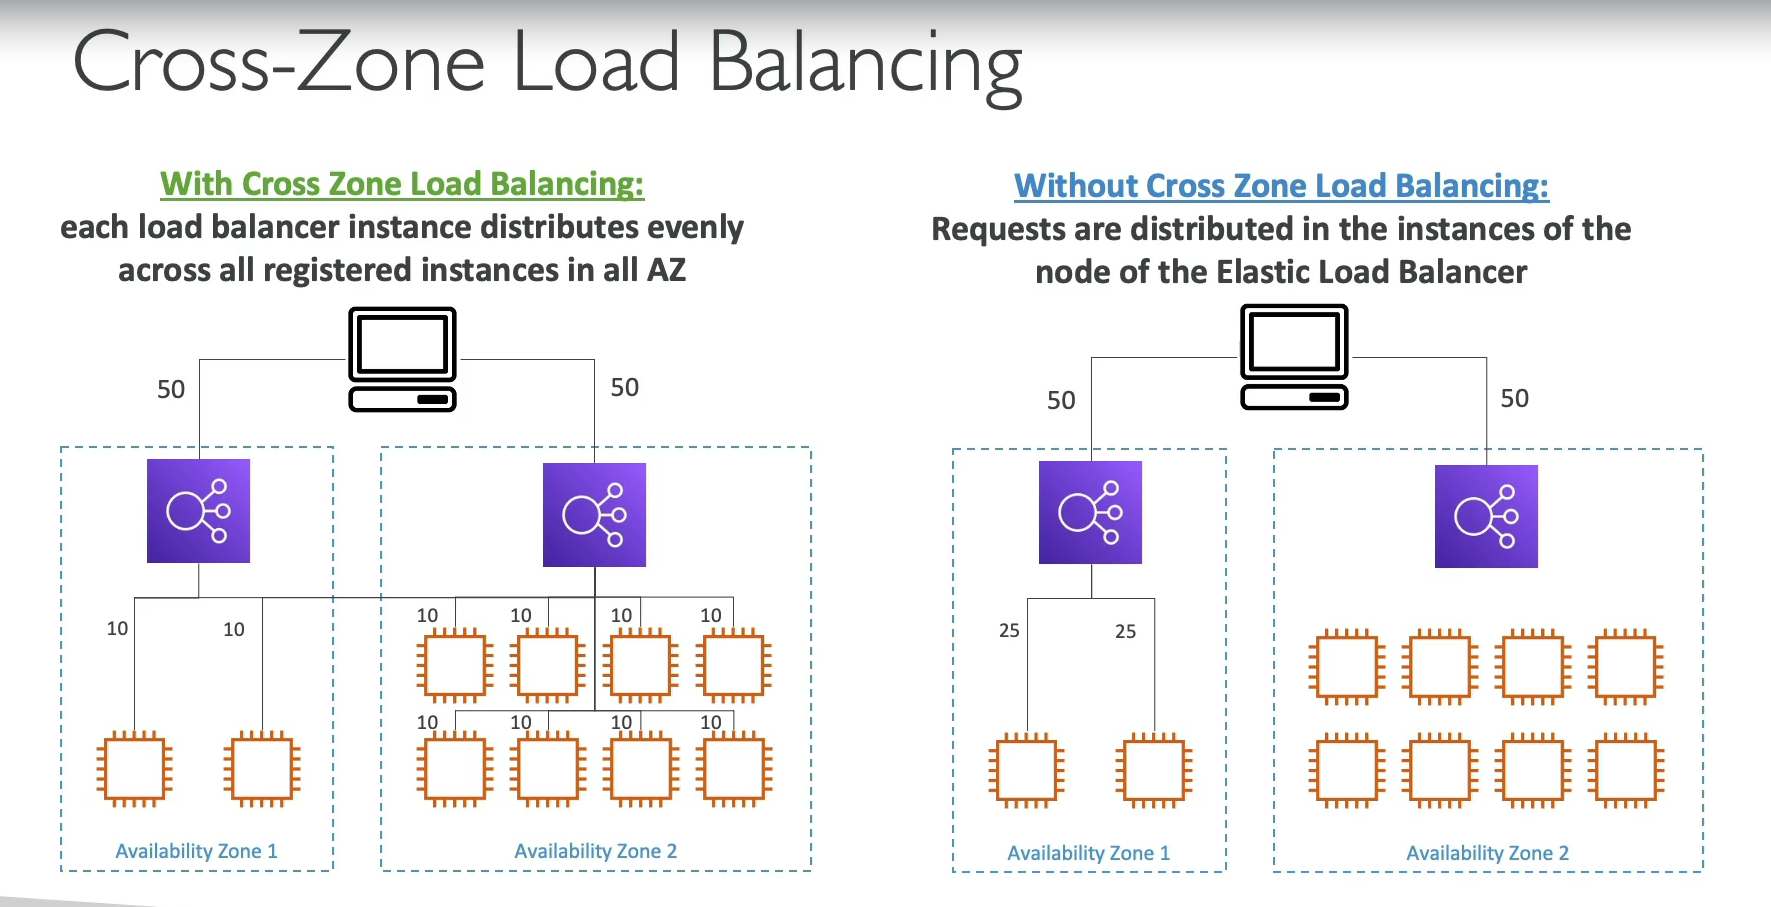 Cross-Zone Load Balancing
With Cross Zone Load Balancing:
each load balancer instance distributes evenly
across all registered instances in all AZ
50
50
10
10
10
10
10
10
10
10
10
10
Availability Zone 1
Availability Zone 2
Without Cross Zone Load Balancing:
Requests are distributed in the instances of the
node of the Elastic Load Balancer
50
50
25
25
Availability Zone 1
Availability Zone 2